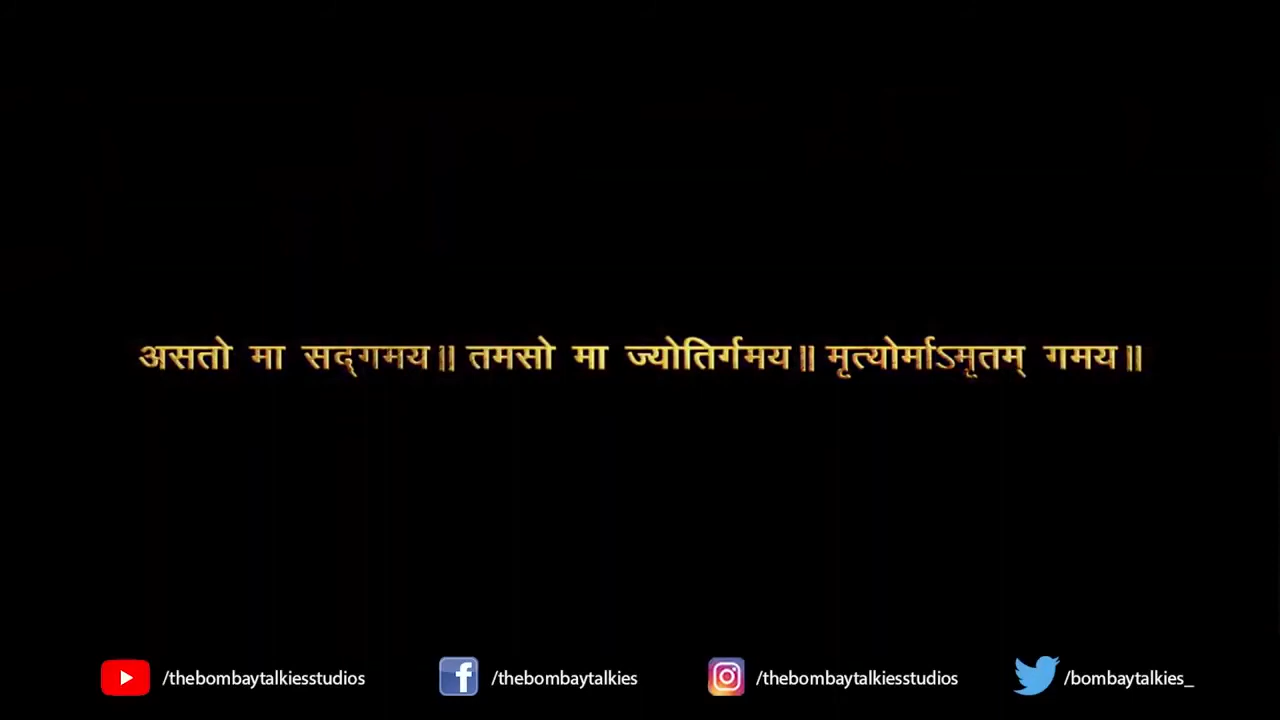 असतो मा सद्‌गमय॥ तमसो मा ज्योतिर्गमय॥ मृत्योर्माऽमृतम् गमय॥
/thebombaytalkiesstudios /thebombaytalkies /thebombaytalkiesstudios /bombaytalkies_